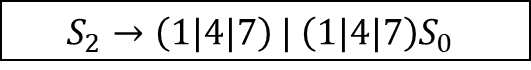 S₂ → (1|4|7) | (1|4|7)S₀